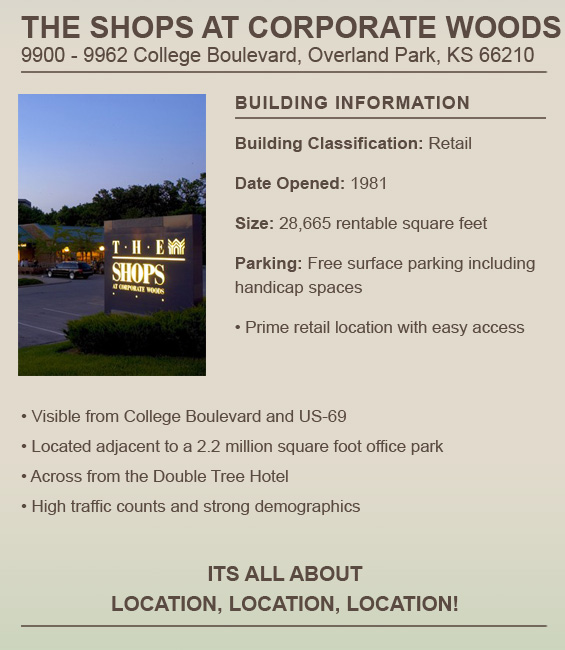 THE SHOPS AT CORPORATE WOODS
9900 - 9962 College Boulevard, Overland Park, KS 66210
T · H · E
SHOPS
AT CORPORATE WOODS
BUILDING INFORMATION
Building Classification: Retail
Date Opened: 1981
Size: 28,665 rentable square feet
Parking: Free surface parking including
handicap spaces
• Prime retail location with easy access
• Visible from College Boulevard and US-69
• Located adjacent to a 2.2 million square foot office park
• Across from the Double Tree Hotel
• High traffic counts and strong demographics
ITS ALL ABOUT
LOCATION, LOCATION, LOCATION!